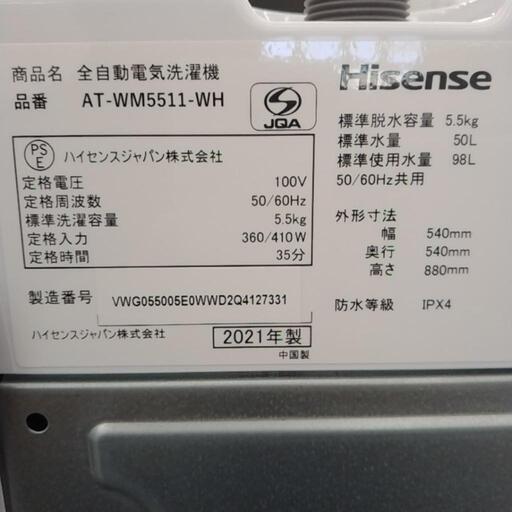 商品名 全自動電気洗濯機
品番 AT-WM5511-WH
JQA
PS
E
ハイセンスジャパン株式会社
定格電圧 100V
定格周波数 50/60Hz
標準洗濯容量 5.5kg
定格入力 360/410W
定格時間 35分
製造番号 VWG055005E0WWD2Q4127331
ハイセンスジャパン株式会社 2021年製
中国製
Hisense
標準脱水容量 5.5kg
標準水量 50L
標準使用水量 98L
50/60Hz共用
外形寸法
幅 540mm
奥行 540mm
高さ 880mm
防水等級 IPX4